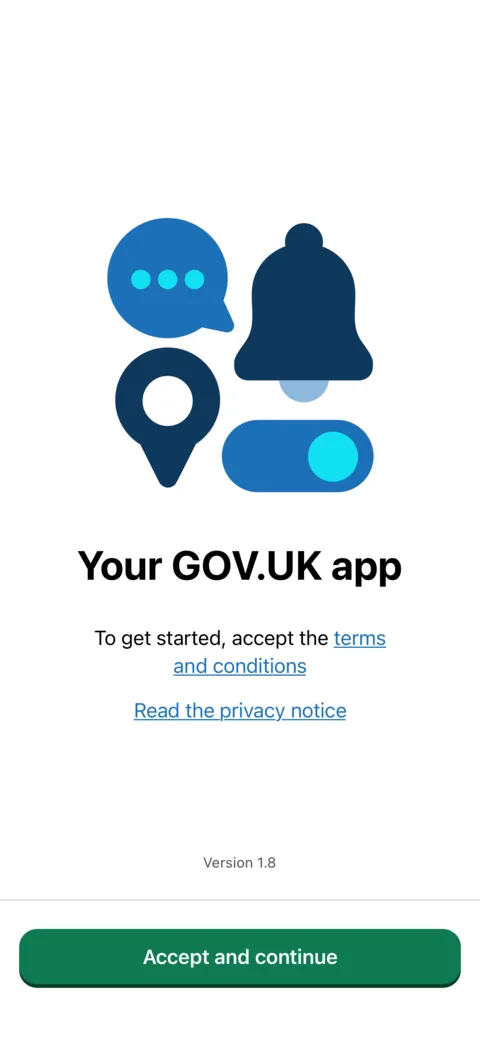 Your GOV.UK app
To get started, accept the terms
and conditions
Read the privacy notice
Version 1.8
Accept and continue